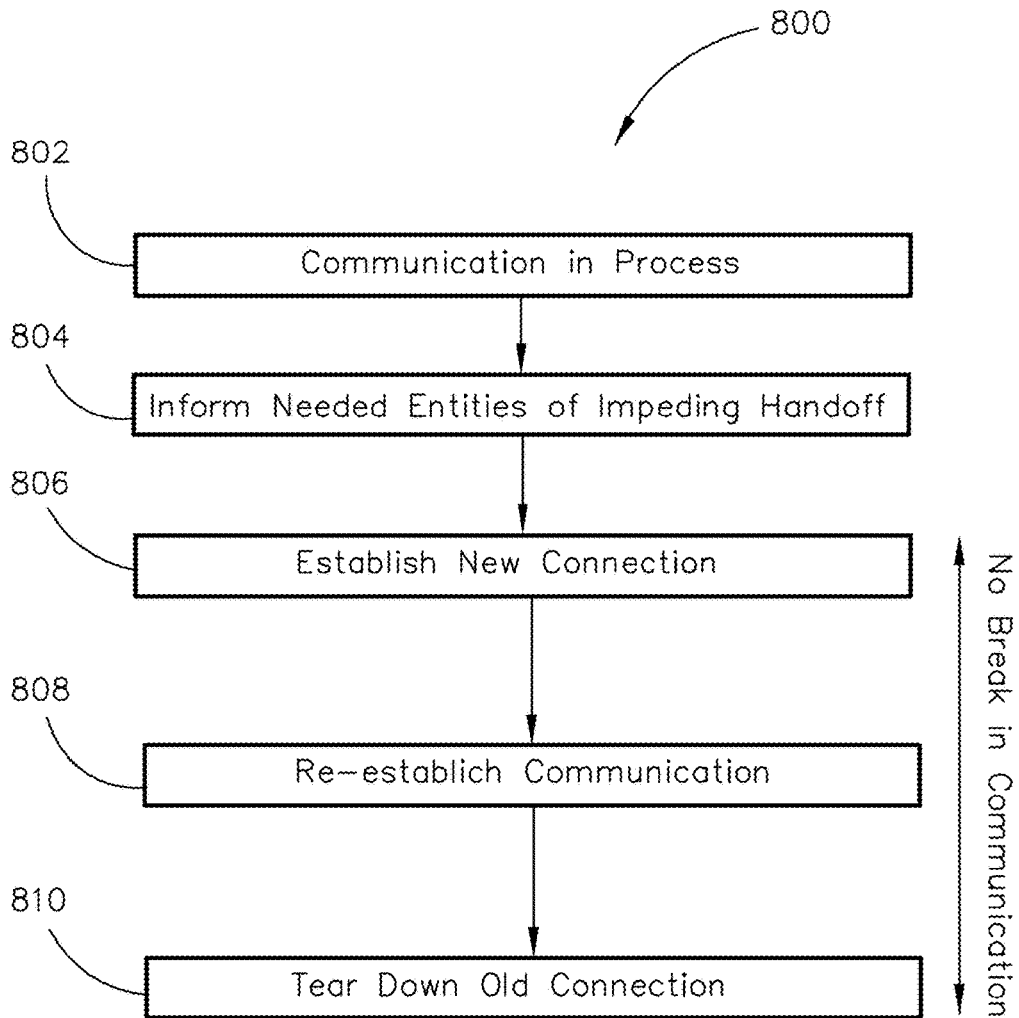 800
802
Communication in Process
804
Inform Needed Entities of Impeding Handoff
806
Establish New Connection
No Break in Communication
808
Re-establich Communication
810
Tear Down Old Connection